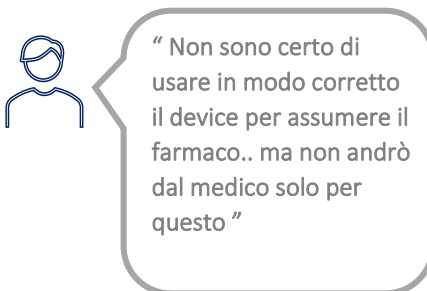 “ Non sono certo di
usare in modo corretto
il device per assumere il
farmaco.. ma non andrò
dal medico solo per
questo ”